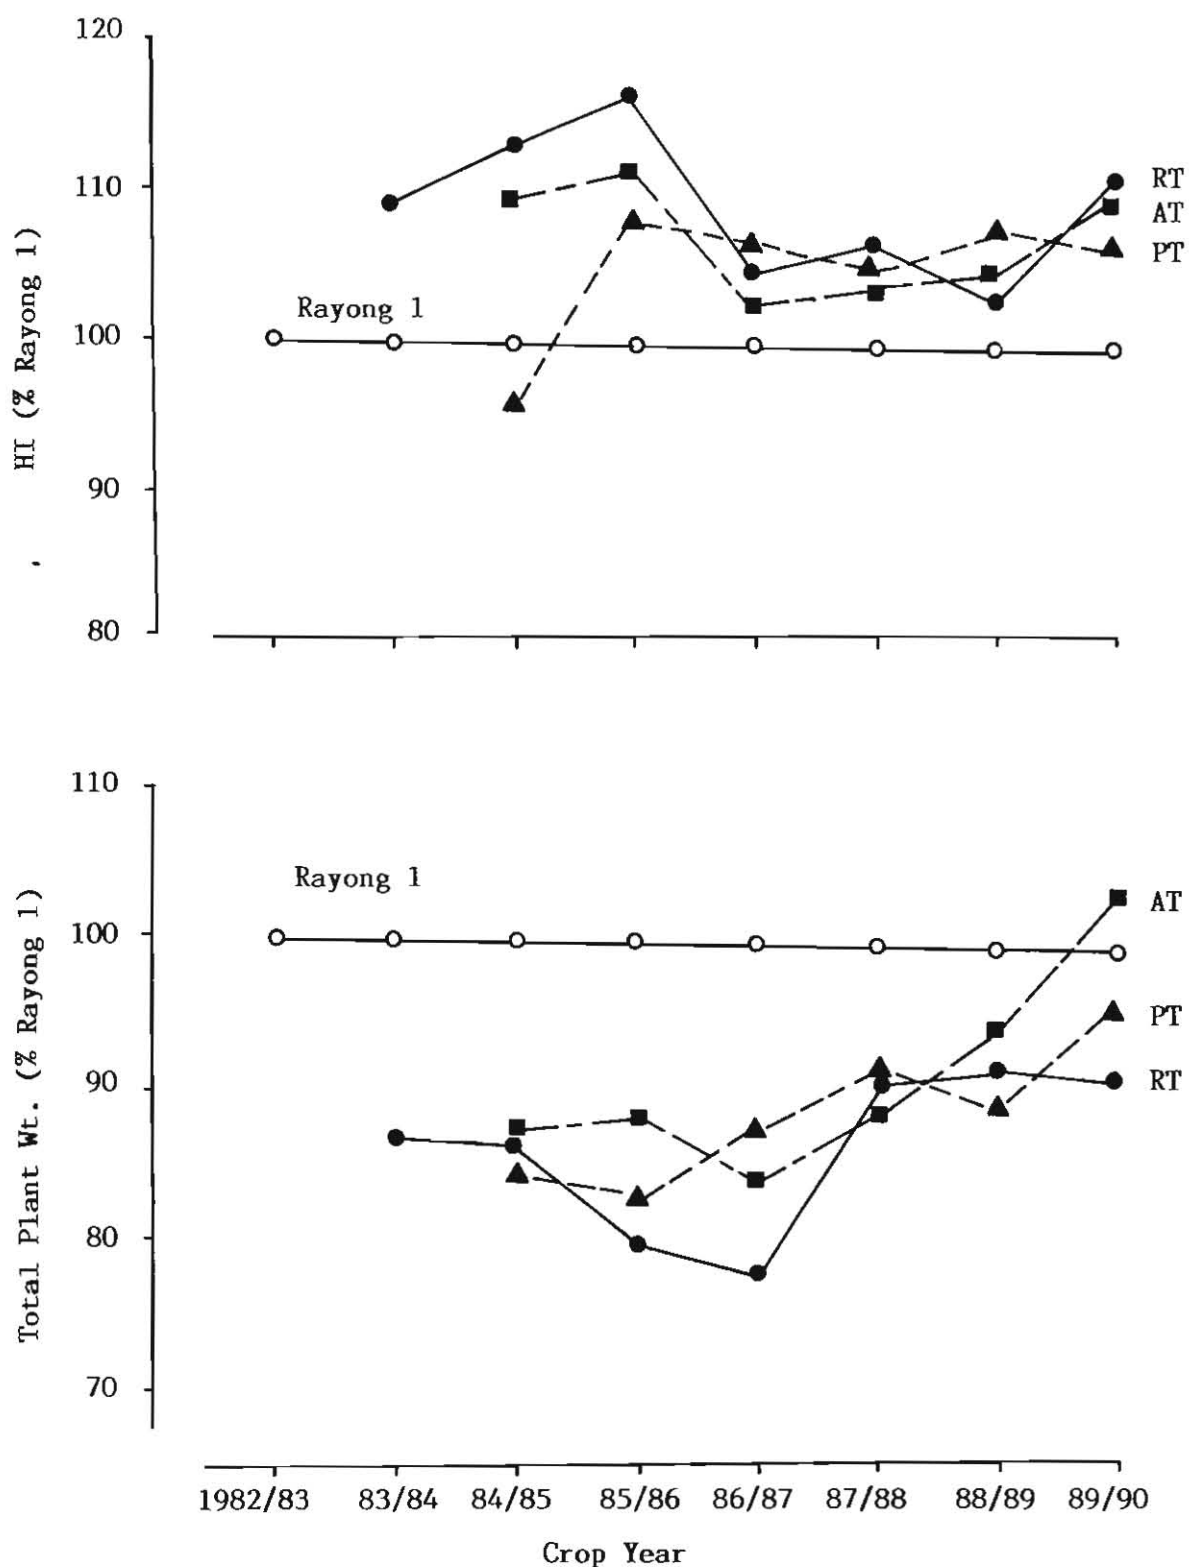 120
110
100
90
80
HI (% Rayong 1)
Rayong 1
RT
AT
PT
110
100
90
80
70
Total Plant Wt. (% Rayong 1)
Rayong 1
AT
PT
RT
1982/83 83/84 84/85 85/86 86/87 87/88 88/89 89/90
Crop Year